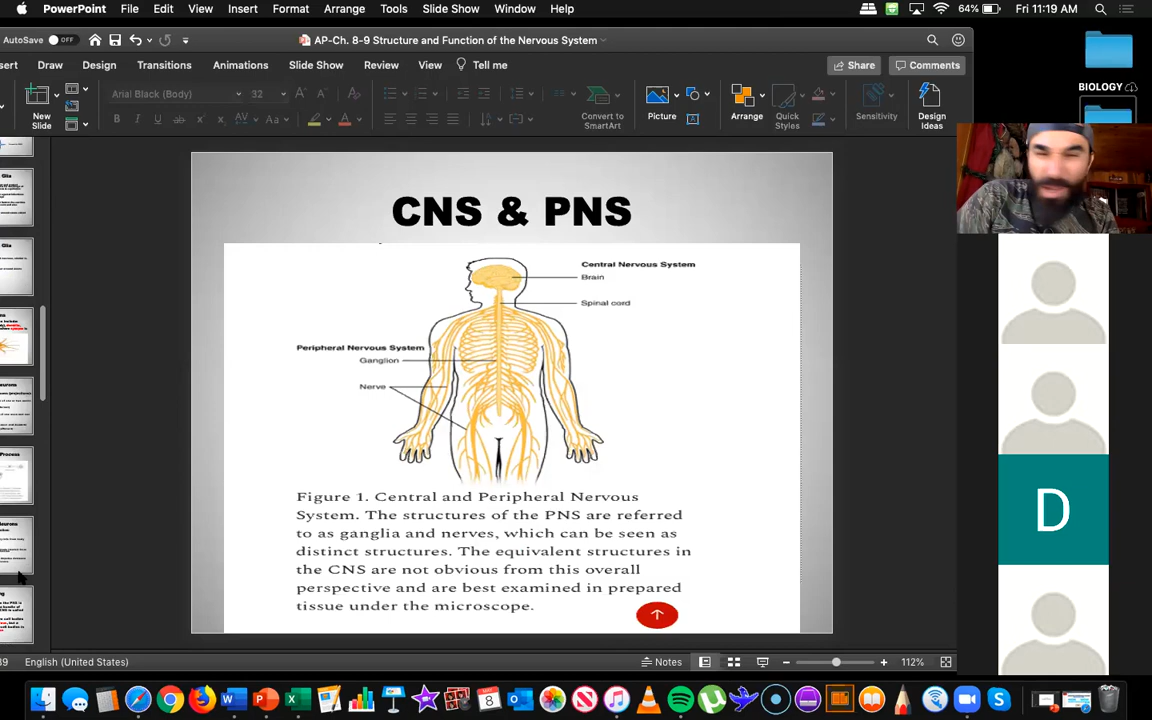 PowerPoint File Edit View Insert Format Arrange Tools Slide Show Window Help 64% Fri 11:19 AM
AutoSave OFF AP-Ch. 8-9 Structure and Function of the Nervous System
sert Draw Design Transitions Animations Slide Show Review View Tell me Share Comments
Arial Black (Body) 32
New Slide
Convert to SmartArt
Picture
Arrange
Quick Styles
Sensitivity
Design Ideas
BIOLOGY
CNS & PNS
Central Nervous System
Brain
Spinal cord
Peripheral Nervous System
Ganglion
Nerve
Figure 1. Central and Peripheral Nervous
System. The structures of the PNS are referred
to as ganglia and nerves, which can be seen as
distinct structures. The equivalent structures in
the CNS are not obvious from this overall
perspective and are best examined in prepared
tissue under the microscope.
D
Glia
Glia
Process
39 English (United States) Notes 112%
8